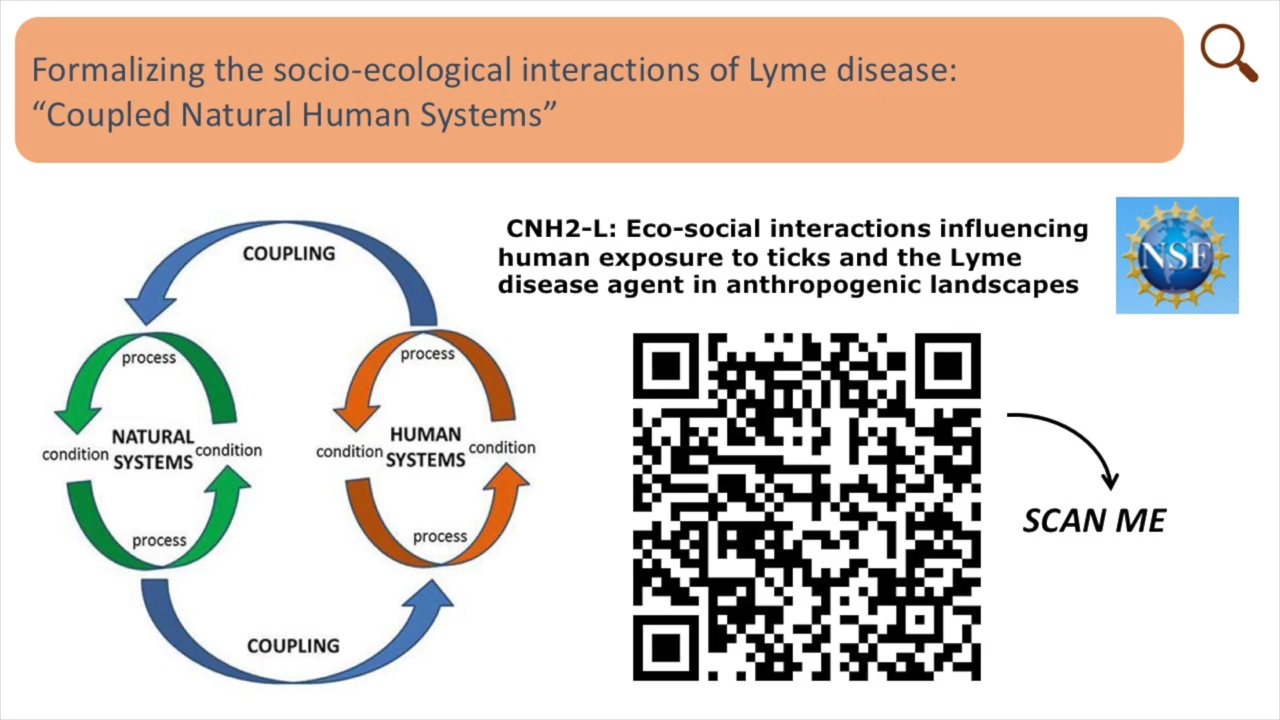 Formalizing the socio-ecological interactions of Lyme disease:
“Coupled Natural Human Systems”
CNH2-L: Eco-social interactions influencing
human exposure to ticks and the Lyme
disease agent in anthropogenic landscapes
NSF
COUPLING
process
condition
NATURAL
SYSTEMS
condition
process
process
condition
HUMAN
SYSTEMS
condition
process
COUPLING
SCAN ME